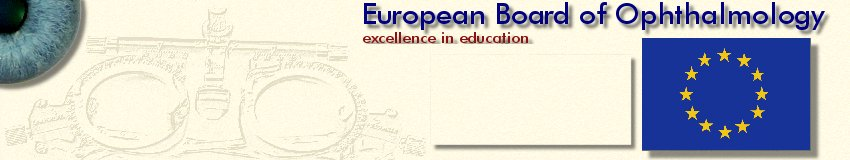 European Board of Ophthalmology
excellence in education